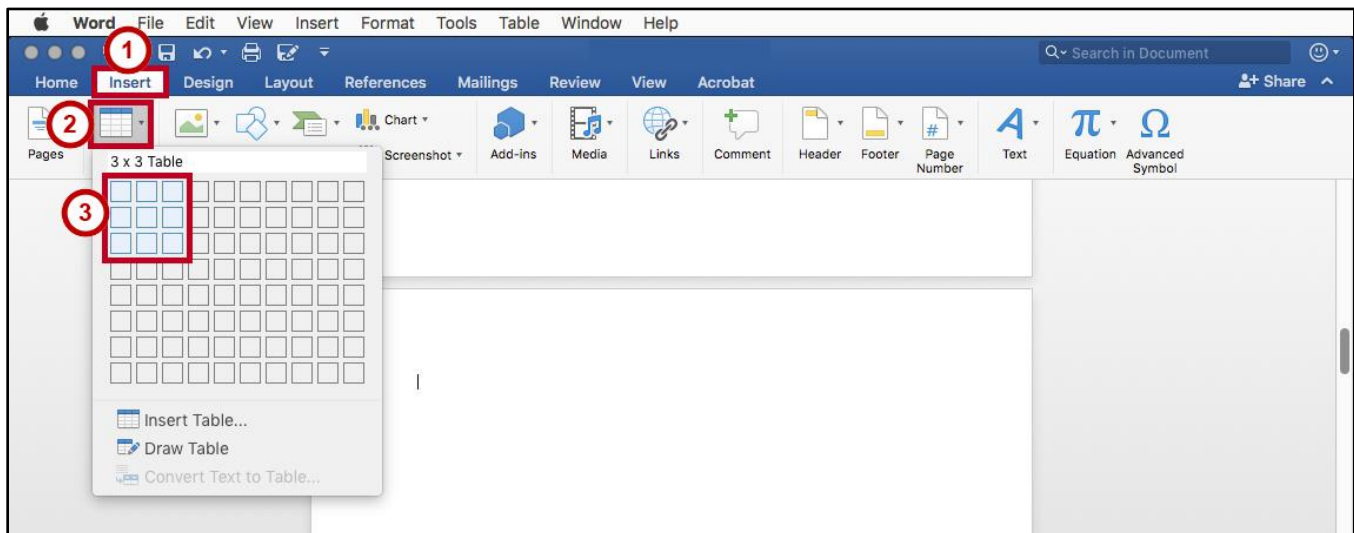 Word File Edit View Insert Format Tools Table Window Help
1
Search in Document
Home Insert Design Layout References Mailings Review View Acrobat Share
2
Chart
Pages Screenshot Add-ins Media Links Comment Header Footer Page Number Text Equation Advanced Symbol
#
A π Ω
3 x 3 Table
3
Insert Table...
Draw Table
Convert Text to Table...